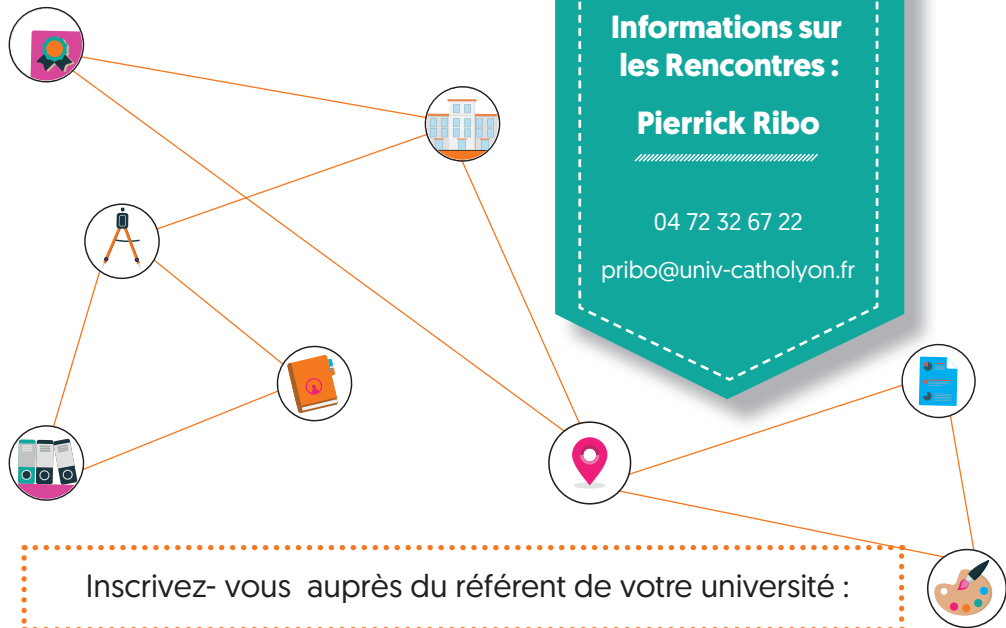 Informations sur
les Rencontres :
Pierrick Ribo
04 72 32 67 22
pribo@univ-catholyon.fr
Inscrivez- vous auprès du référent de votre université :